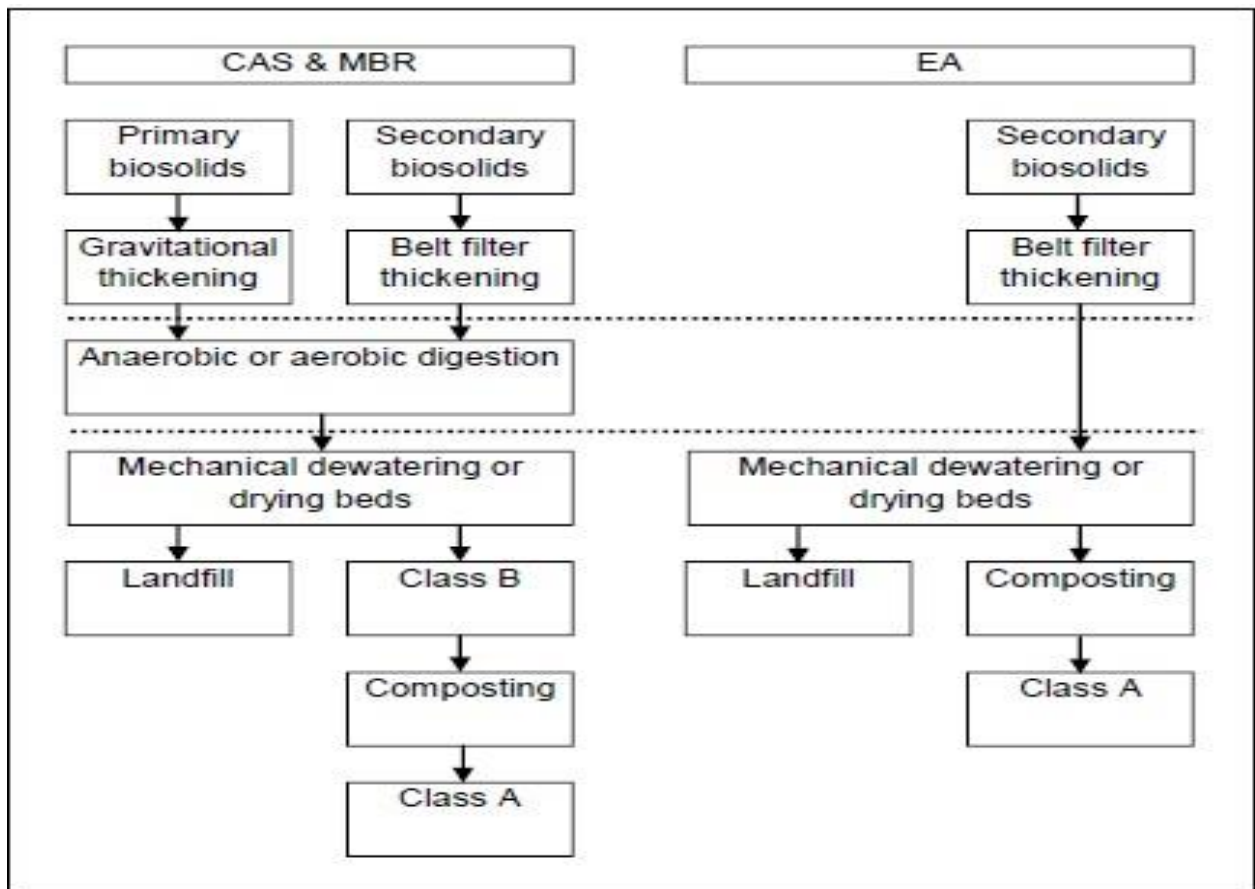 CAS & MBR
EA
Primary
biosolids
Secondary
biosolids
Secondary
biosolids
Gravitational
thickening
Belt filter
thickening
Belt filter
thickening
Anaerobic or aerobic digestion
Mechanical dewatering or
drying beds
Mechanical dewatering or
drying beds
Landfill
Class B
Landfill
Composting
Composting
Class A
Class A